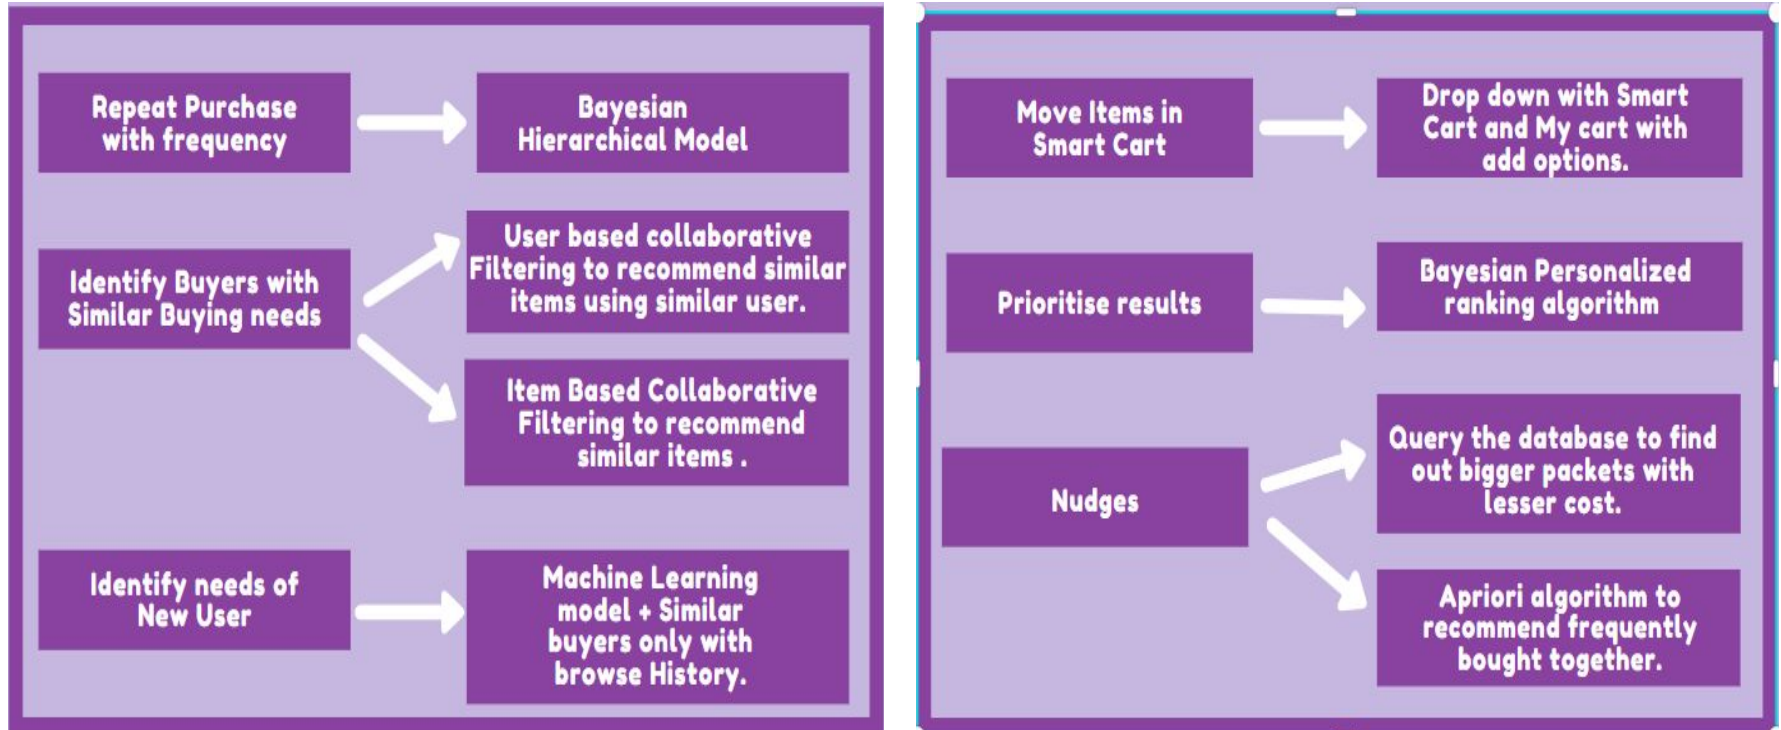 Repeat Purchase
with frequency
Bayesian
Hierarchical Model
Identify Buyers with
Similar Buying needs
User based collaborative
Filtering to recommend similar
items using similar user.
Item Based Collaborative
Filtering to recommend
similar items .
Identify needs of
New User
Machine Learning
model + Similar
buyers only with
browse History.
Move Items in
Smart Cart
Drop down with Smart
Cart and My cart with
add options.
Prioritise results
Bayesian Personalized
ranking algorithm
Nudges
Query the database to find
out bigger packets with
lesser cost.
Apriori algorithm to
recommend frequently
bought together.